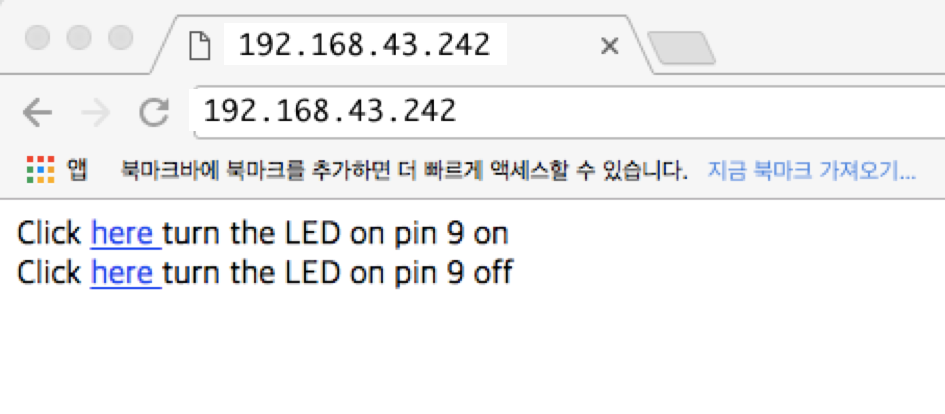 192.168.43.242
192.168.43.242
앱 북마크바에 북마크를 추가하면 더 빠르게 액세스할 수 있습니다. 지금 북마크 가져오기...
Click here turn the LED on pin 9 on
Click here turn the LED on pin 9 off